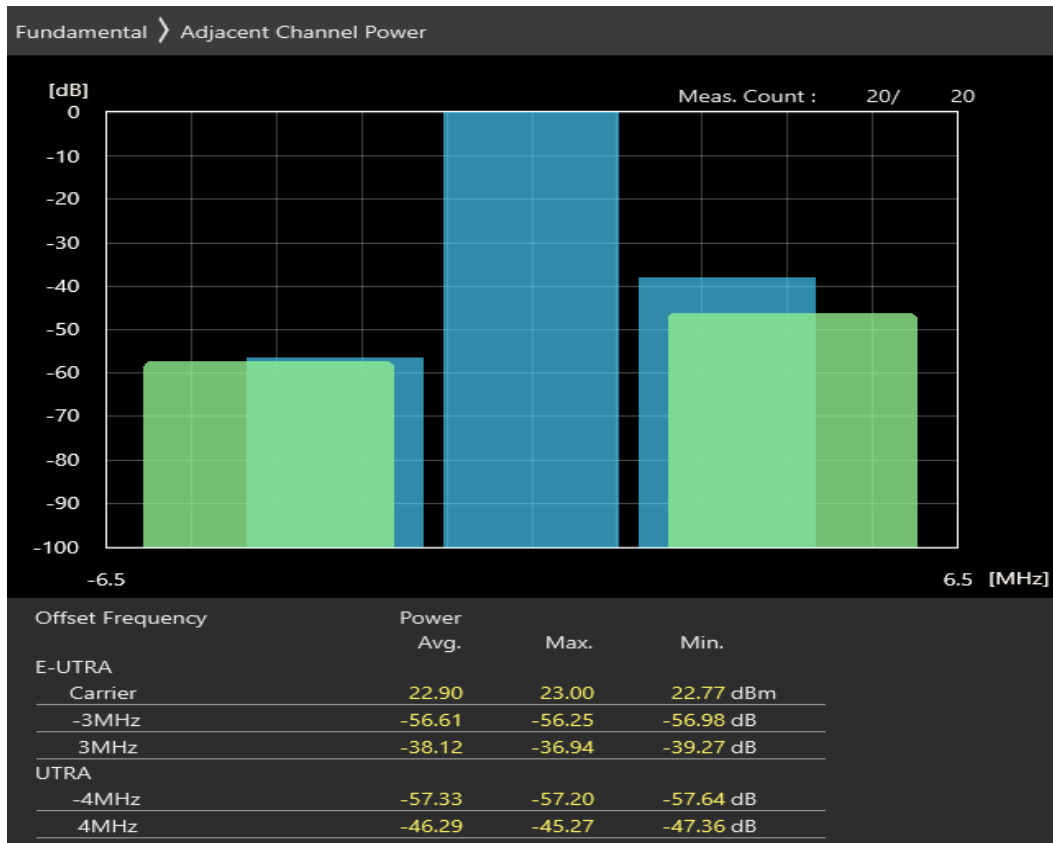 Fundamental 〉 Adjacent Channel Power
[dB]
Meas. Count : 20/ 20
0
-10
-20
-30
-40
-50
-60
-70
-80
-90
-100
-6.5 6.5 [MHz]
Offset Frequency Power
Avg. Max. Min.
E-UTRA
Carrier 22.90 23.00 22.77 dBm
-3MHz -56.61 -56.25 -56.98 dB
3MHz -38.12 -36.94 -39.27 dB
UTRA
-4MHz -57.33 -57.20 -57.64 dB
4MHz -46.29 -45.27 -47.36 dB